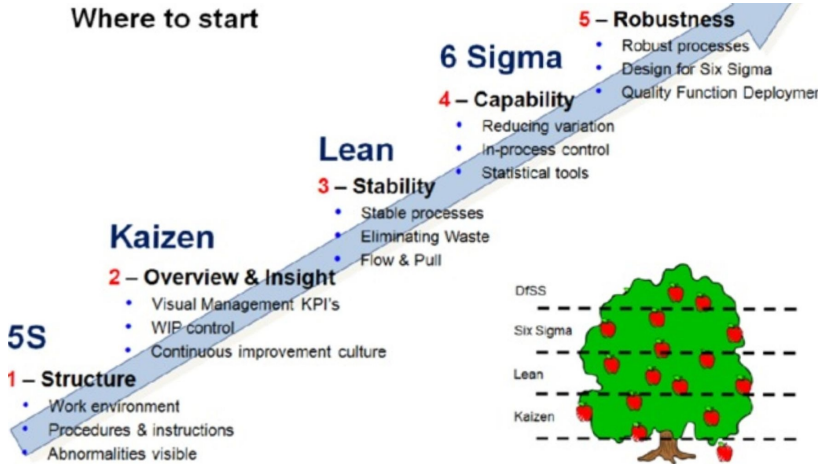 Where to start
5 – Robustness
Robust processes
Design for Six Sigma
Quality Function
6 Sigma
4 – Capability
Reducing variation
In-process control
Statistical tools
Lean
3 – Stability
Stable processes
Eliminating Waste
Flow & Pull
Kaizen
2 – Overview & Insight
Visual Management KPI's
WIP control
Continuous improvement culture
5S
1 – Structure
Work environment
Procedures & instructions
Abnormalities visible
DfSS
Six Sigma
Lean
Kaizen